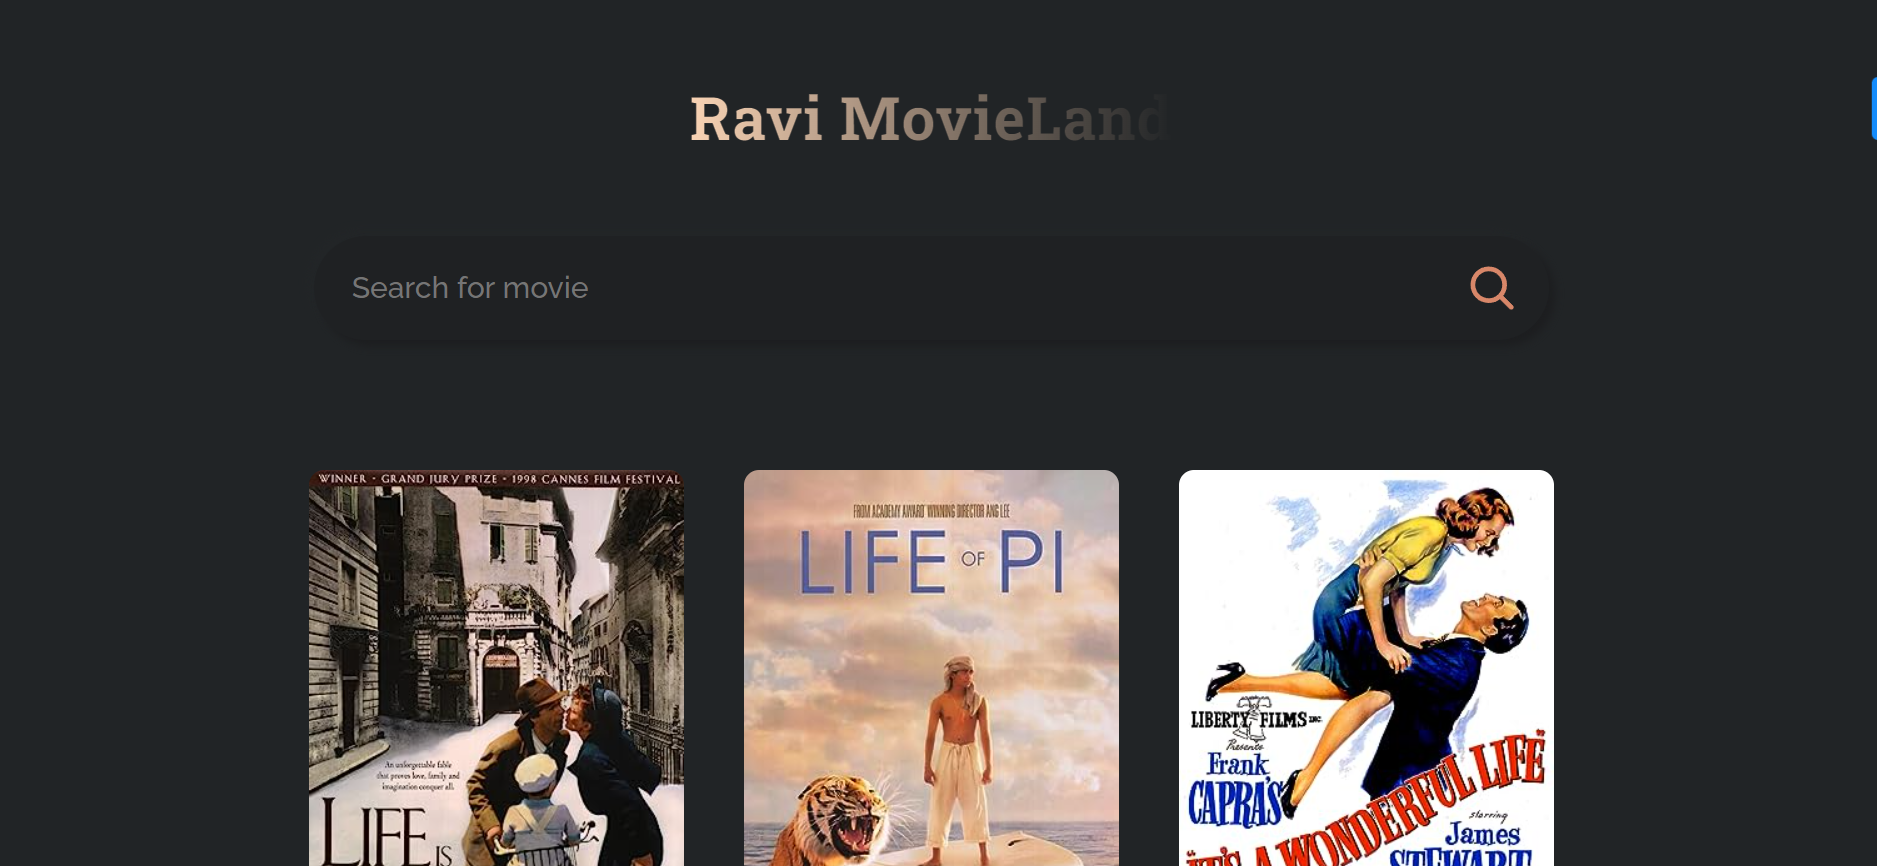 Ravi MovieLand
Search for movie
WINNER · GRAND JURY PRIZE · 1998 CANNES FILM FESTIVAL
An unforgettable fable
that proves love, family and
imagination conquer all.
LIFE IS
FROM ACADEMY AWARD WINNING DIRECTOR ANG LEE
LIFE OF PI
LIBERTY FILMS INC.
Presents
Frank
CAPRA'S
"IT'S A WONDERFUL LIFE"
starring
James
STEWART